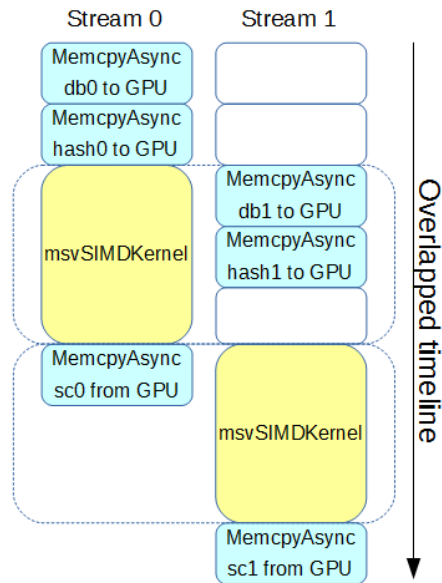 Stream 0
Stream 1
MemcpyAsync
db0 to GPU
MemcpyAsync
hash0 to GPU
msvSIMDKernel
MemcpyAsync
db1 to GPU
MemcpyAsync
hash1 to GPU
MemcpyAsync
sc0 from GPU
msvSIMDKernel
MemcpyAsync
sc1 from GPU
Overlapped timeline